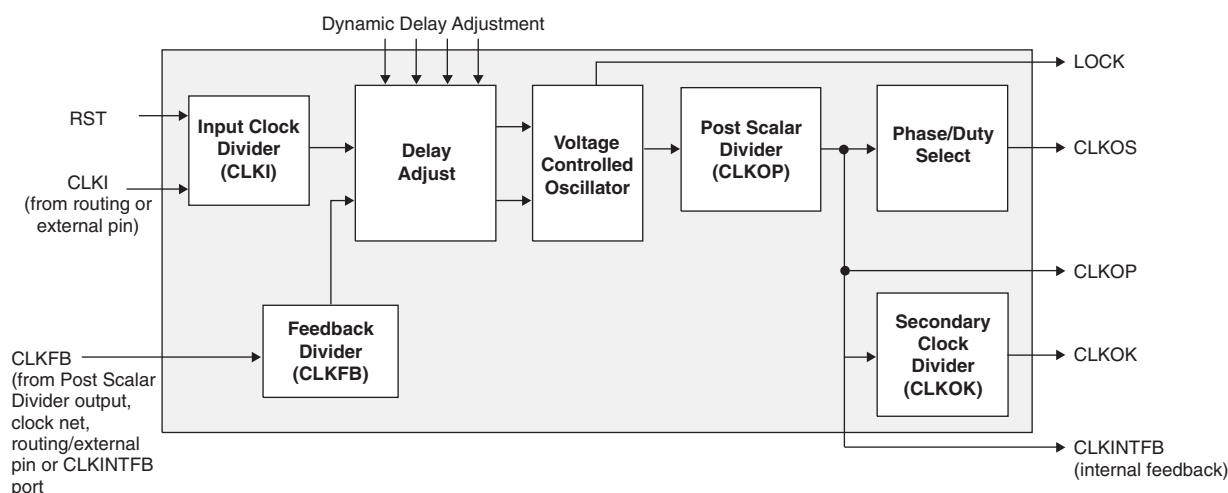 Dynamic Delay Adjustment
LOCK
RST
Input Clock
Divider
(CLKI)
Delay
Adjust
Voltage
Controlled
Oscillator
Post Scalar
Divider
(CLKOP)
Phase/Duty
Select
CLKOS
CLKI
(from routing or
external pin)
CLKOP
Feedback
Divider
(CLKFB)
Secondary
Clock
Divider
(CLKOK)
CLKOK
CLKFB
(from Post Scalar
Divider output,
clock net,
routing/external
pin or CLKINTFB
port
CLKINTFB
(internal feedback)